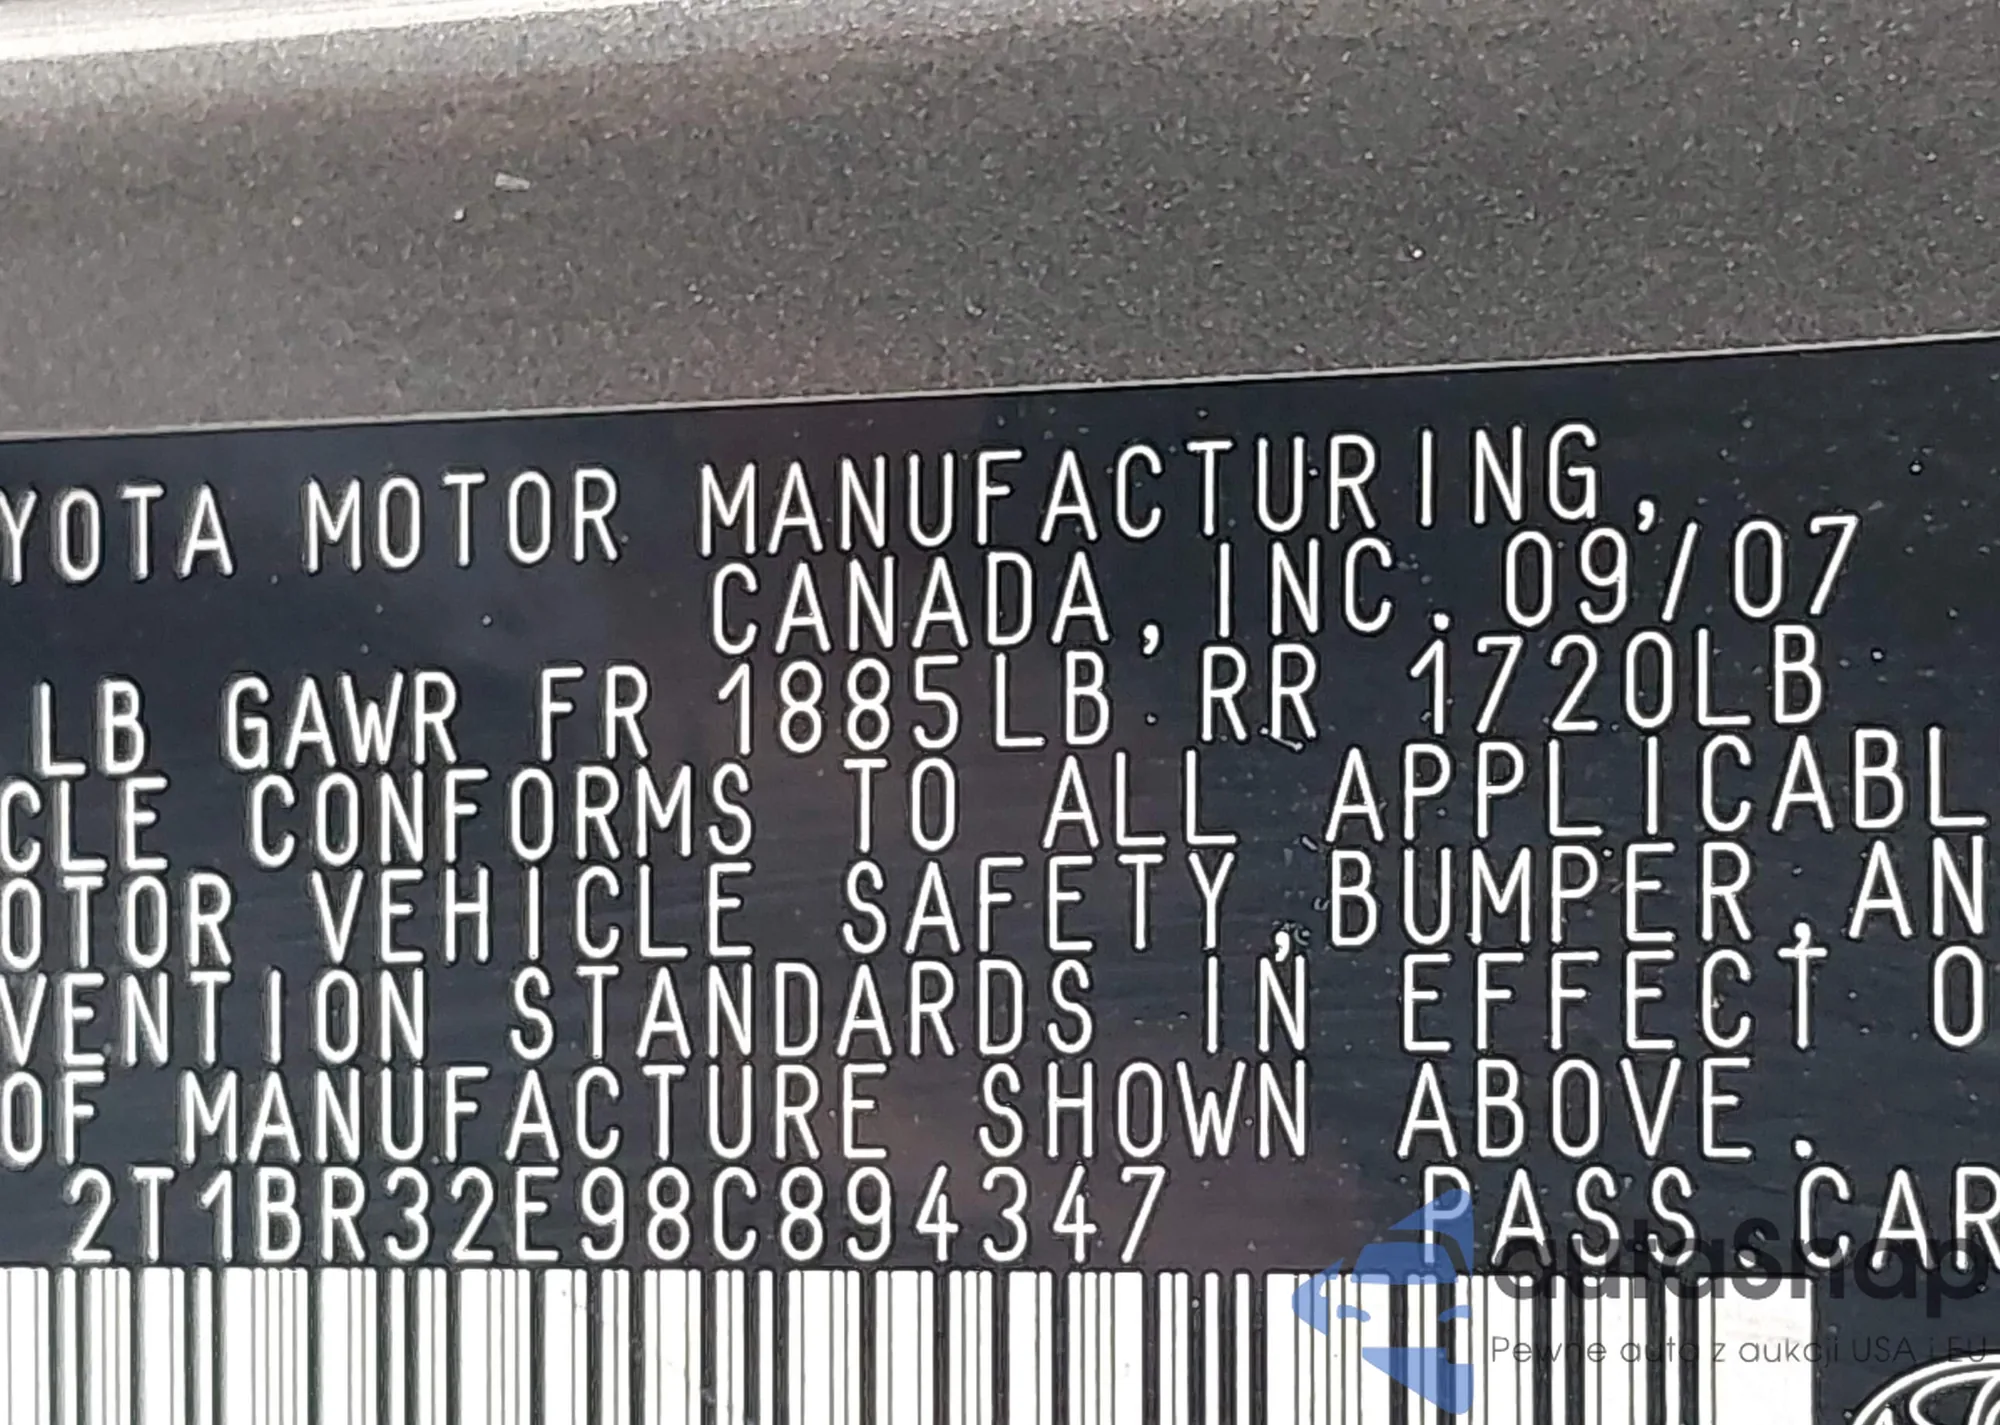 YOTA MOTOR MANUFACTURING,
CANADA, INC. 09/07
LB GAWR FR 1885LB RR 1720LB
CLE CONFORMS TO ALL APPLICABL
OTOR VEHICLE SAFETY,BUMPER,AN
VENTION STANDARDS IN EFFECT O
OF MANUFACTURE SHOWN ABOVE.
2T1BR32E98C894347 PASS.CAR
autaSnap
Pewne auta z aukcji USA i EU